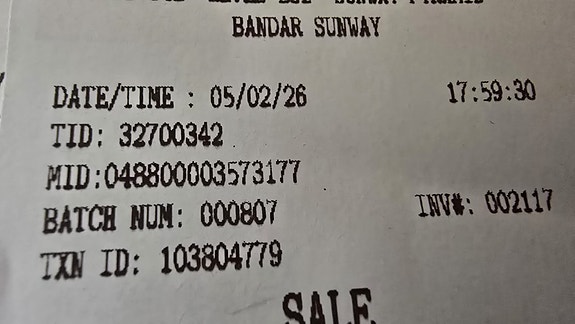 BANDAR SUNWAY
DATE/TIME : 05/02/26 17:59:30
TID: 32700342
MID:048800003573177
BATCH NUM: 000807 INV#: 002117
TXN ID: 103804779
SALE